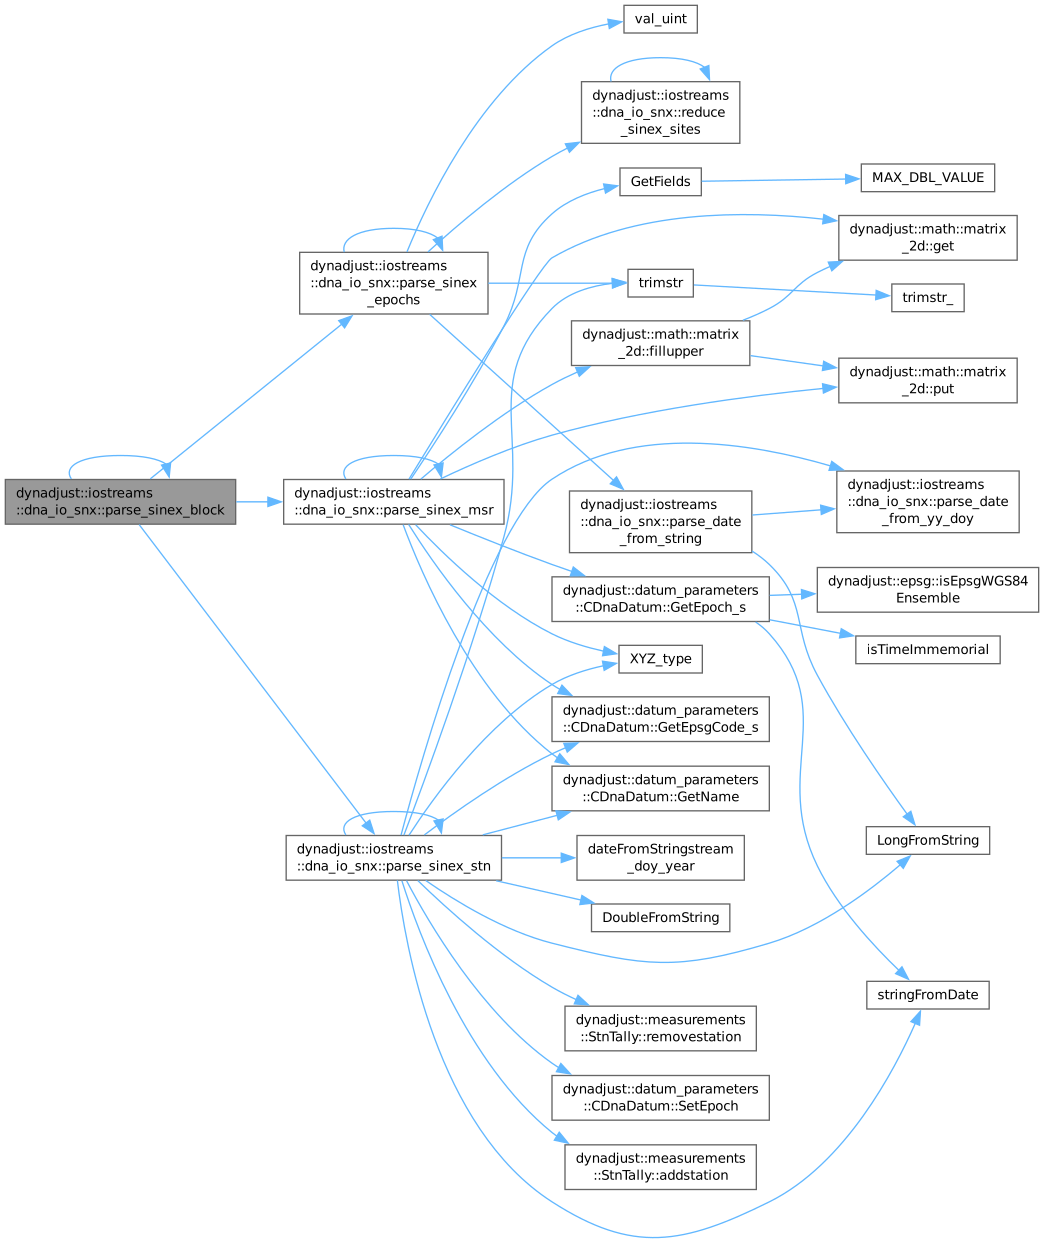 val_uint
dynadjust::iostreams
::dna_io_snx::reduce
_sinex_sites
GetFields
MAX_DBL_VALUE
dynadjust::math::matrix
_2d::get
dynadjust::iostreams
::dna_io_snx::parse_sinex
_epochs
trimstr
trimstr_
dynadjust::math::matrix
_2d::fillupper
dynadjust::math::matrix
_2d::put
dynadjust::iostreams
::dna_io_snx::parse_sinex_block
dynadjust::iostreams
::dna_io_snx::parse_sinex_msr
dynadjust::iostreams
::dna_io_snx::parse_date
_from_string
dynadjust::iostreams
::dna_io_snx::parse_date
_from_yy_doy
dynadjust::datum_parameters
::CDnaDatum::GetEpoch_s
dynadjust::epsg::isEpsgWGS84
Ensemble
isTimeImmemorial
XYZ_type
dynadjust::datum_parameters
::CDnaDatum::GetEpsgCode_s
dynadjust::datum_parameters
::CDnaDatum::GetName
dynadjust::iostreams
::dna_io_snx::parse_sinex_stn
dateFromStringstream
_doy_year
LongFromString
DoubleFromString
stringFromDate
dynadjust::measurements
::StnTally::removestation
dynadjust::datum_parameters
::CDnaDatum::SetEpoch
dynadjust::measurements
::StnTally::addstation